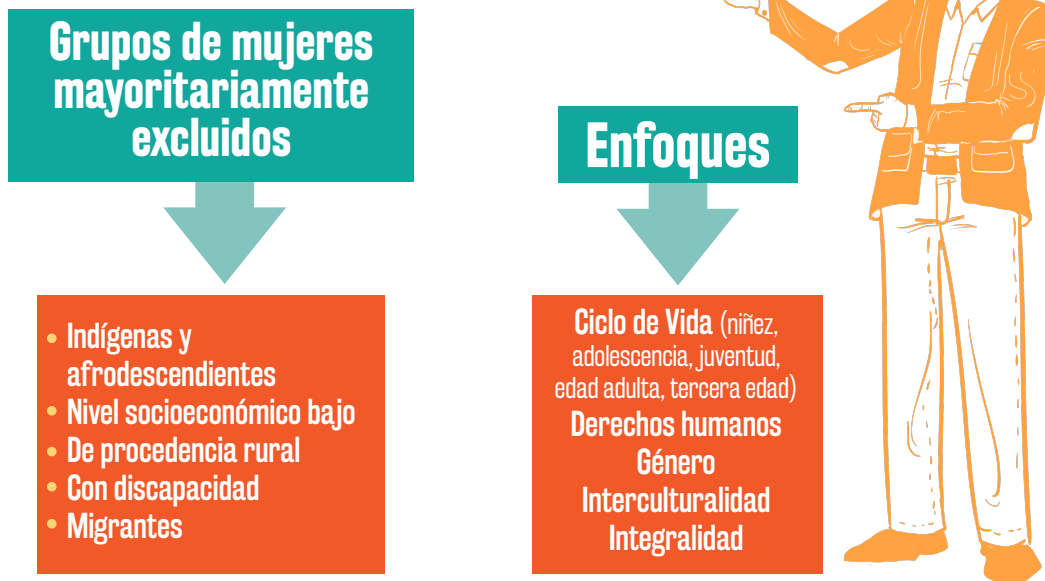 Grupos de mujeres
mayoritariamente
excluidos
• Indígenas y
afrodescendientes
• Nivel socioeconómico bajo
• De procedencia rural
• Con discapacidad
• Migrantes
Enfoques
Ciclo de Vida (niñez,
adolescencia, juventud,
edad adulta, tercera edad)
Derechos humanos
Género
Interculturalidad
Integralidad